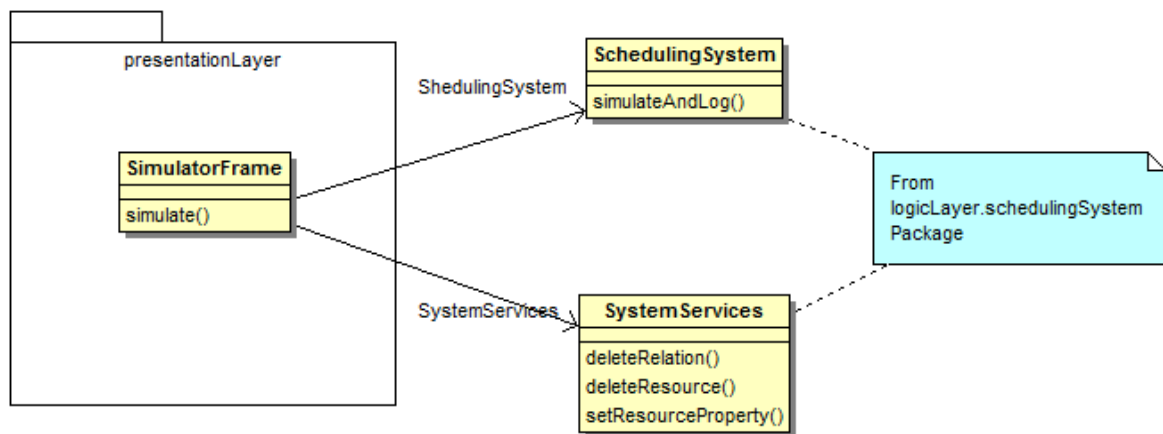 presentationLayer
SimulatorFrame
simulate()
ShedulingSystem
SchedulingSystem
simulateAndLog()
From
logicLayer.schedulingSystem
Package
SystemServices
SystemServices
deleteRelation()
deleteResource()
setResourceProperty()